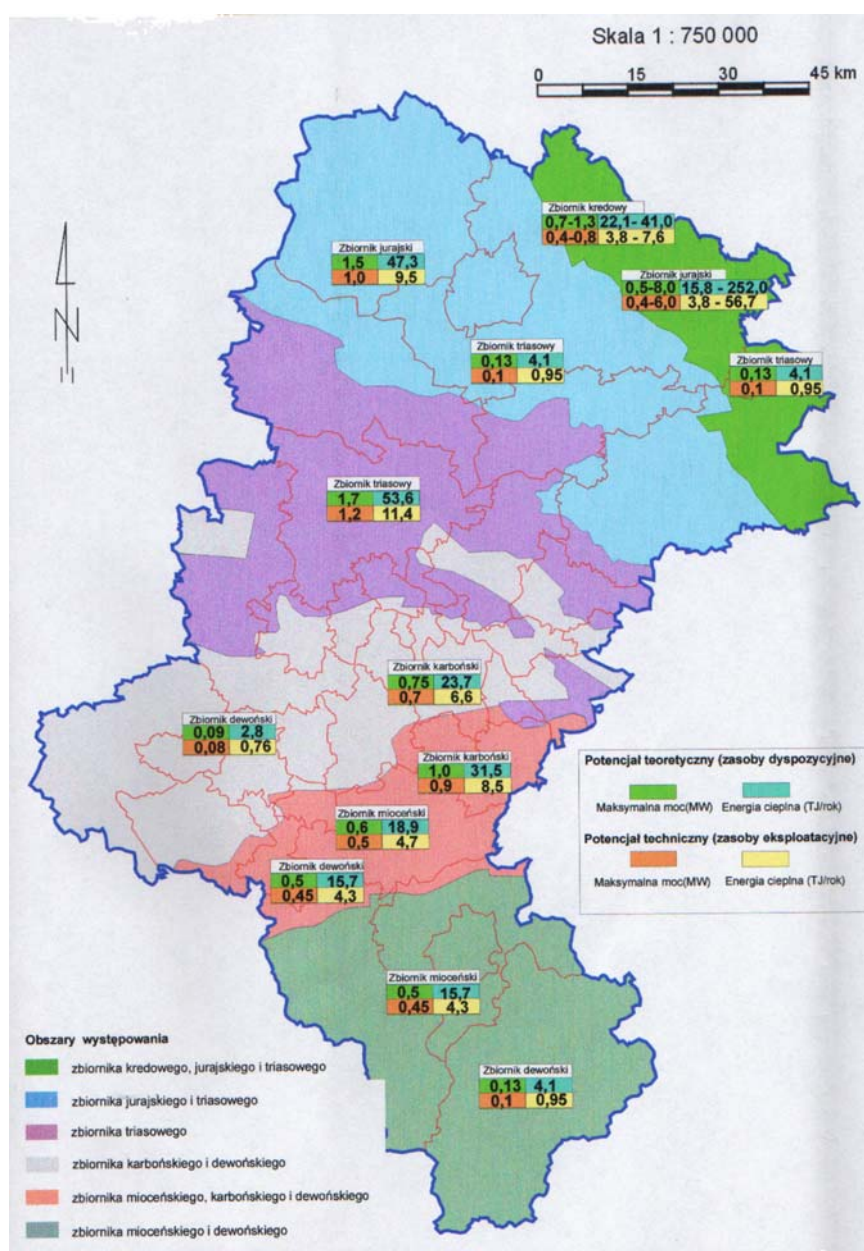 Skala 1 : 750 000
0 15 30 45 km
N
Zbiornik kredowy
0,7-1,3 22,1- 41,0
0,4-0,8 3,8 - 7,6
Zbiornik jurajski
1,5 47,3
1,0 9,5
Zbiornik jurajski
0,5-8,0 15,8 - 252,0
0,4-6,0 3,8 - 56,7
Zbiornik triasowy
0,13 4,1
0,1 0,95
Zbiornik triasowy
0,13 4,1
0,1 0,95
Zbiornik triasowy
1,7 53,6
1,2 11,4
Zbiornik karboński
0,75 23,7
0,7 6,6
Zbiornik dewoński
0,09 2,8
0,08 0,76
Zbiornik karboński
1,0 31,5
0,9 8,5
Zbiornik mioceński
0,6 18,9
0,5 4,7
Zbiornik dewoński
0,5 15,7
0,45 4,3
Zbiornik mioceński
0,5 15,7
0,45 4,3
Zbiornik dewoński
0,13 4,1
0,1 0,95
Potencjał teoretyczny (zasoby dyspozycyjne)
Maksymalna moc(MW) Energia cieplna (TJ/rok)
Potencjał techniczny (zasoby eksploatacyjne)
Maksymalna moc(MW) Energia cieplna (TJ/rok)
Obszary występowania
zbiornika kredowego, jurajskiego i triasowego
zbiornika jurajskiego i triasowego
zbiornika triasowego
zbiornika karbońskiego i dewońskiego
zbiornika mioceńskiego, karbońskiego i dewońskiego
zbiornika mioceńskiego i dewońskiego